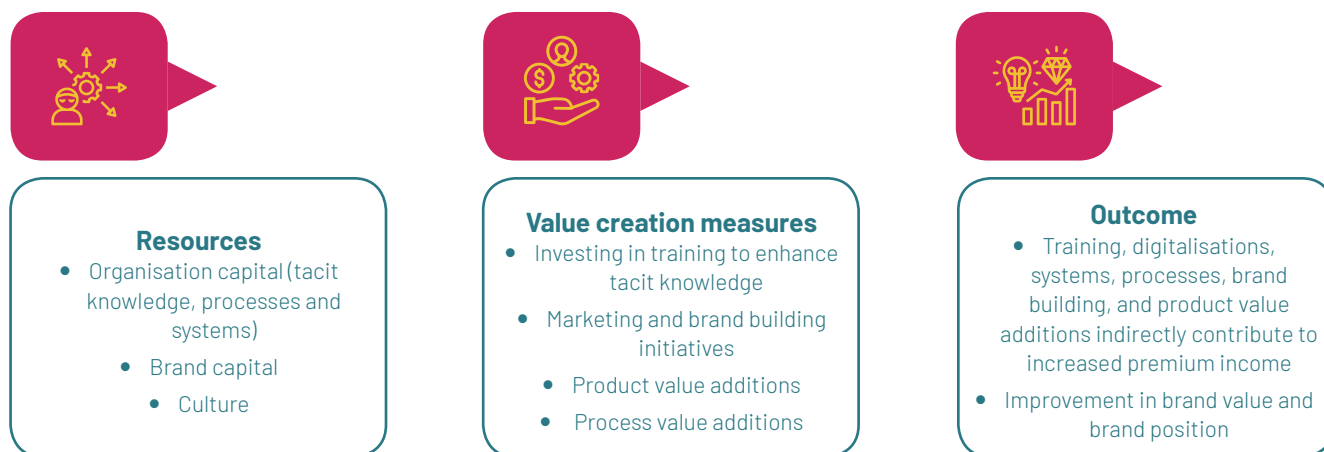 Resources
• Organisation capital (tacit
knowledge, processes and
systems)
• Brand capital
• Culture
Value creation measures
• Investing in training to enhance
tacit knowledge
• Marketing and brand building
initiatives
• Product value additions
• Process value additions
Outcome
• Training, digitalisations,
systems, processes, brand
building, and product value
additions indirectly contribute to
increased premium income
• Improvement in brand value and
brand position